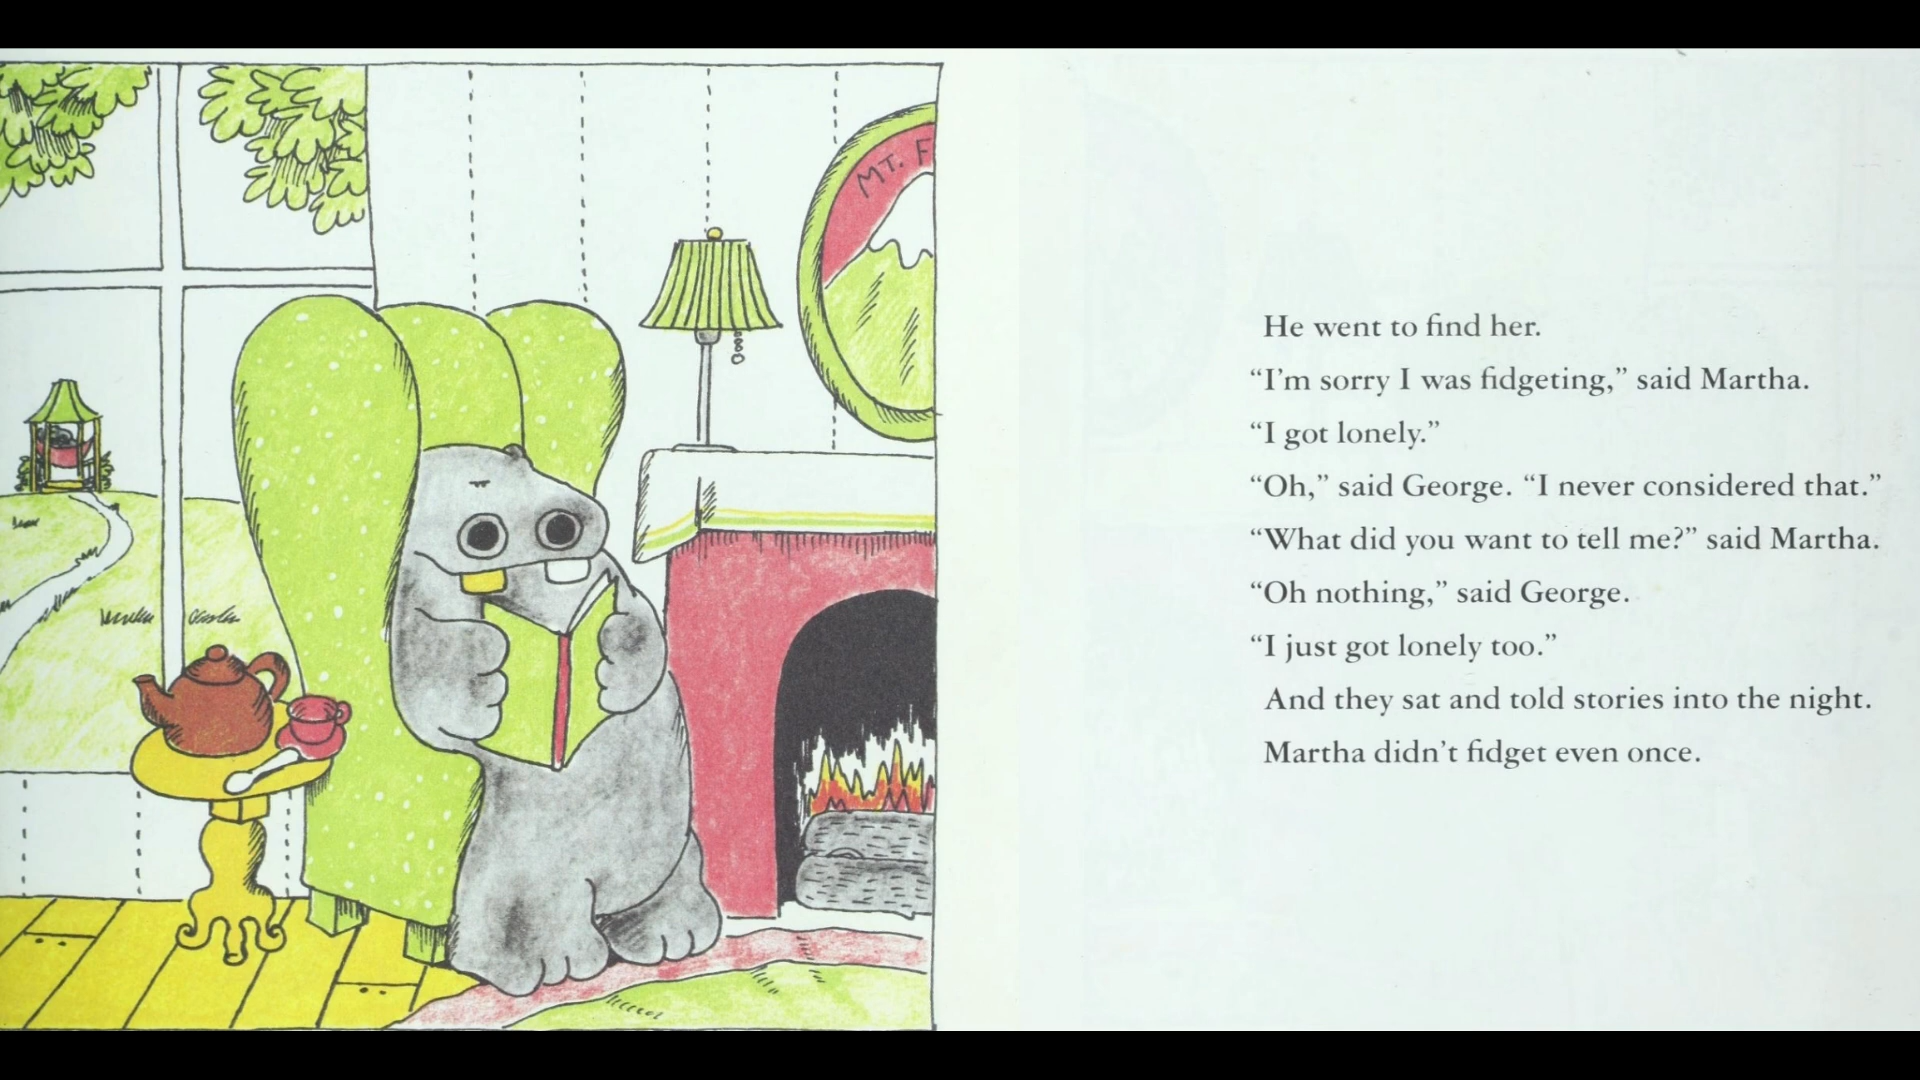 MT. F
He went to find her.
“I'm sorry I was fidgeting,” said Martha.
“I got lonely.”
“Oh,” said George. “I never considered that.”
“What did you want to tell me?” said Martha.
“Oh nothing,” said George.
“I just got lonely too.”
And they sat and told stories into the night.
Martha didn't fidget even once.